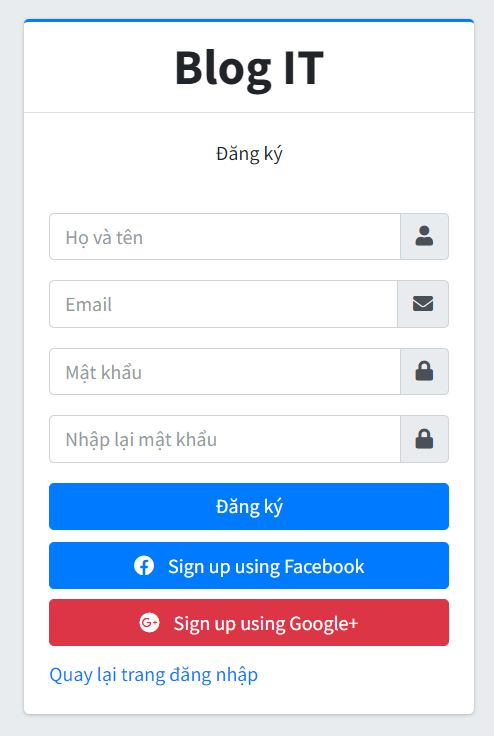 Blog IT
Đăng ký
Họ và tên
Email
Mật khẩu
Nhập lại mật khẩu
Đăng ký
Sign up using Facebook
Sign up using Google+
Quay lại trang đăng nhập